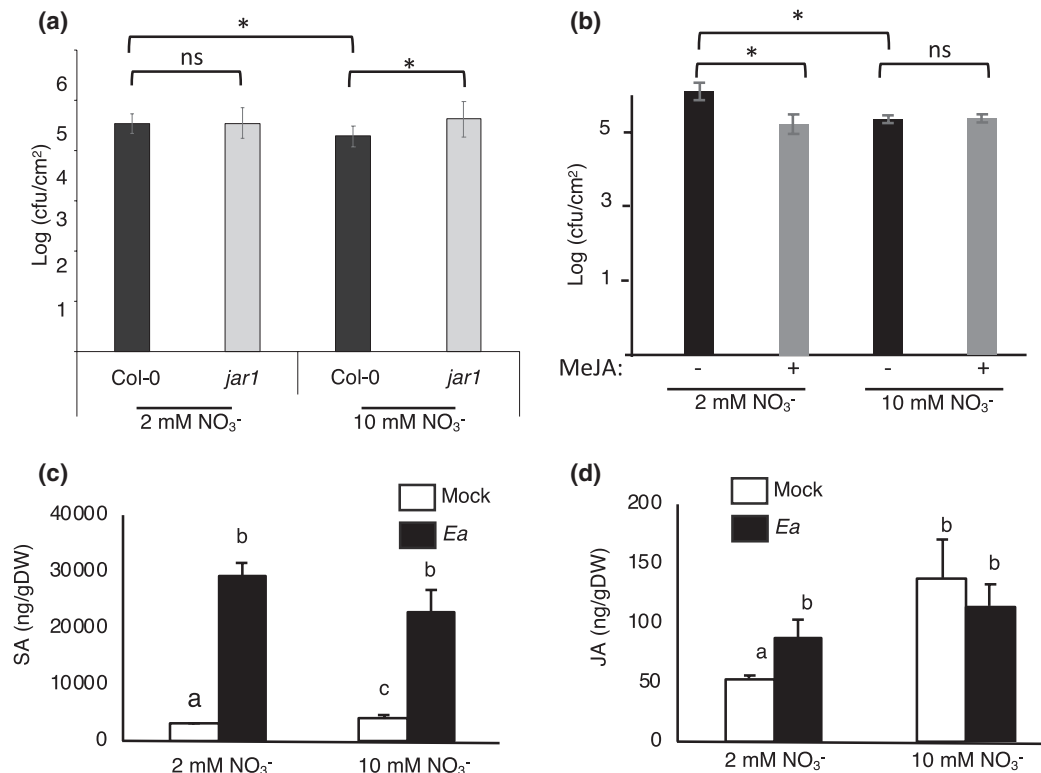 (a)
*
ns
*
Log (cfu/cm²)
6
5
4
3
2
1
Col-0
jar1
Col-0
jar1
2 mM NO₃⁻
10 mM NO₃⁻
(b)
*
*
ns
Log (cfu/cm²)
5
3
1
MeJA:
-
+
-
+
2 mM NO₃⁻
10 mM NO₃⁻
(c)
Mock
Ea
SA (ng/gDW)
40000
30000
20000
10000
0
a
b
c
b
2 mM NO₃⁻
10 mM NO₃⁻
(d)
Mock
Ea
JA (ng/gDW)
200
150
100
50
0
a
b
b
b
2 mM NO₃⁻
10 mM NO₃⁻